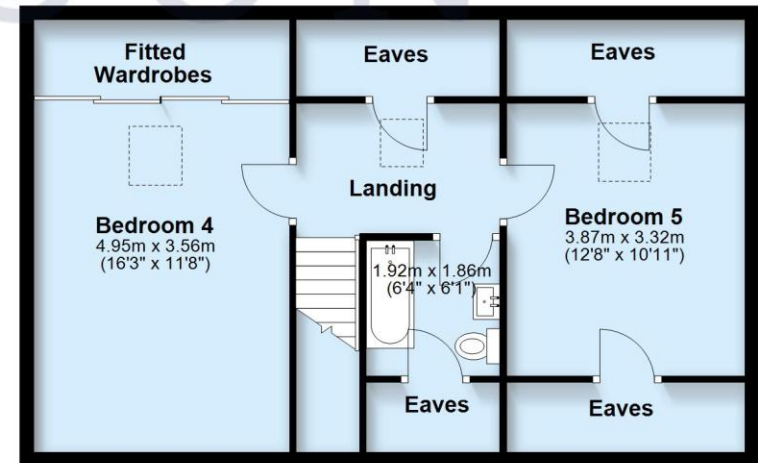 Fitted
Wardrobes
Eaves
Eaves
Landing
Bedroom 4
4.95m x 3.56m
(16'3" x 11'8")
Bedroom 5
3.87m x 3.32m
(12'8" x 10'11")
1.92m x 1.86m
(6'4" x 6'1")
Eaves
Eaves